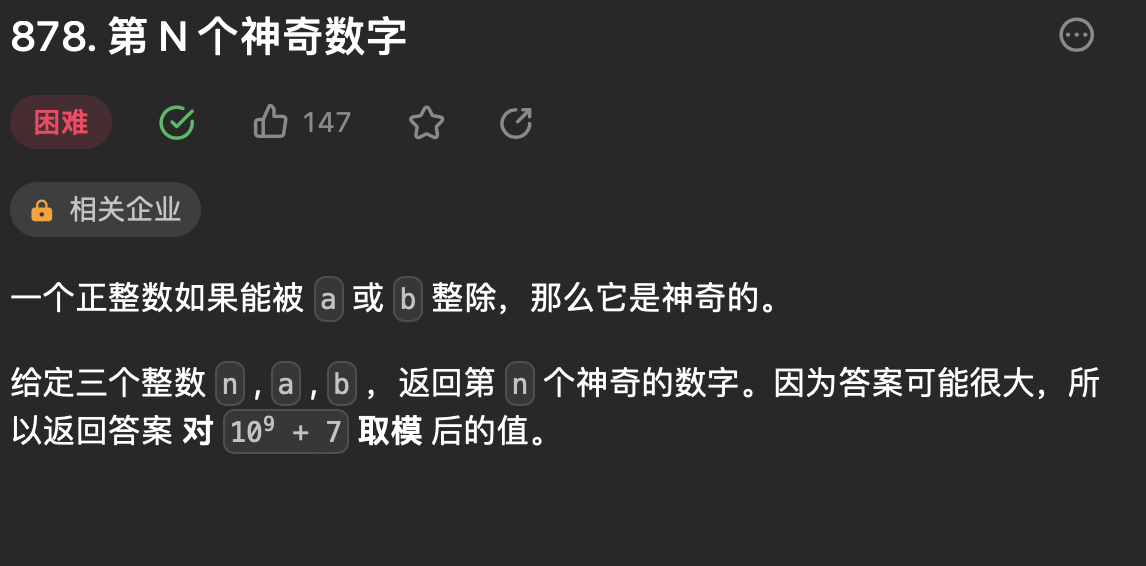 878. 第 N 个神奇数字
困难 147
相关企业
一个正整数如果能被 a 或 b 整除，那么它是神奇的。
给定三个整数 n , a , b ，返回第 n 个神奇的数字。因为答案可能很大，所
以返回答案 对 10⁹ + 7 取模 后的值。